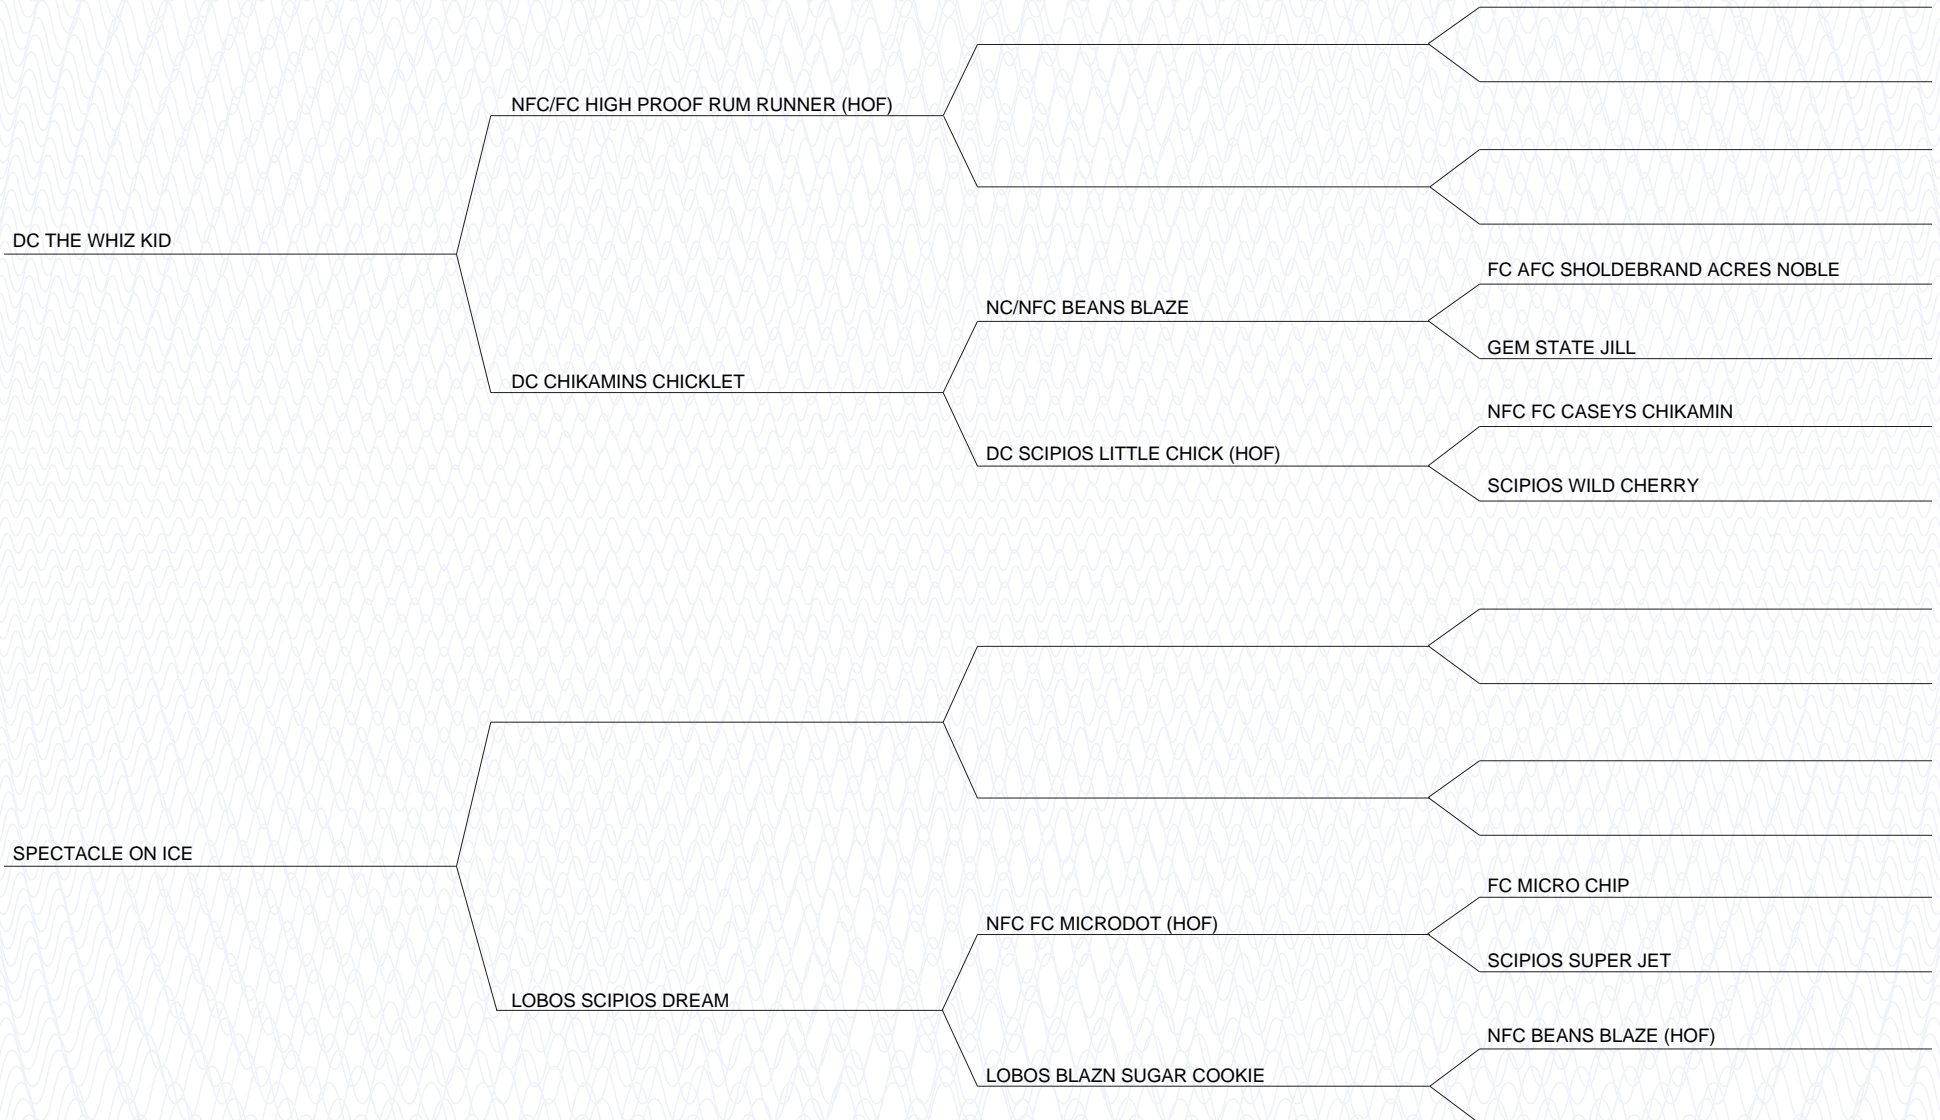 NFC/FC HIGH PROOF RUM RUNNER (HOF)
DC THE WHIZ KID
FC AFC SHOLDEBRAND ACRES NOBLE
NC/NFC BEANS BLAZE
GEM STATE JILL
DC CHIKAMINS CHICKLET
NFC FC CASEYS CHIKAMIN
DC SCIPIOS LITTLE CHICK (HOF)
SCIPIOS WILD CHERRY
SPECTACLE ON ICE
FC MICRO CHIP
NFC FC MICRODOT (HOF)
SCIPIOS SUPER JET
LOBOS SCIPIOS DREAM
NFC BEANS BLAZE (HOF)
LOBOS BLAZN SUGAR COOKIE